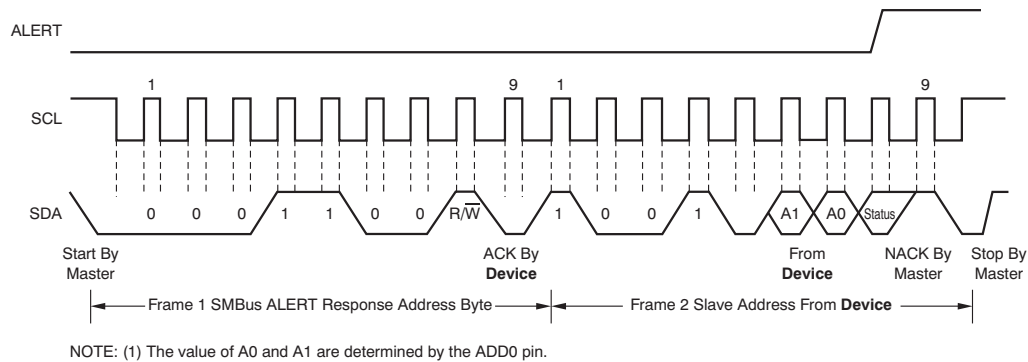 ALERT
1 9 1 9
SCL
SDA 0 0 0 1 1 0 0 R/W 1 0 0 1 A1 A0 Status
Start By Master ACK By Device From Device NACK By Master Stop By Master
Frame 1 SMBus ALERT Response Address Byte Frame 2 Slave Address From Device
NOTE: (1) The value of A0 and A1 are determined by the ADD0 pin.